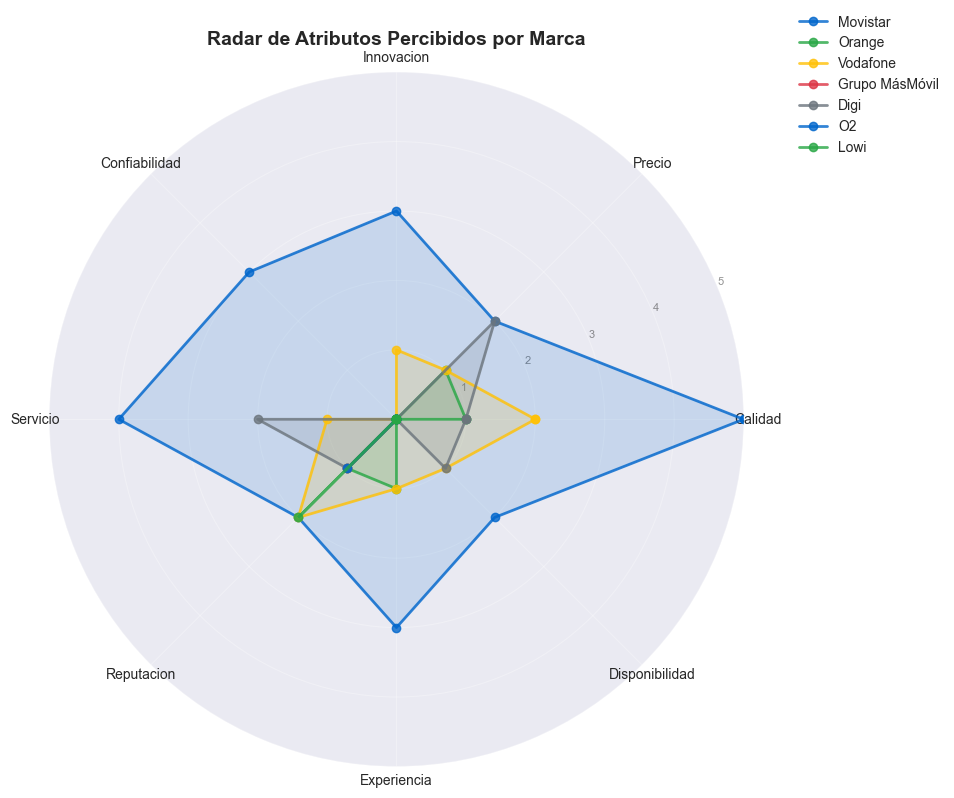 Radar de Atributos Percibidos por Marca
Movistar
Orange
Vodafone
Grupo MásMóvil
Digi
O2
Lowi
Innovacion
Confiabilidad
Precio
5
4
3
2
1
Servicio
Calidad
Reputacion
Disponibilidad
Experiencia